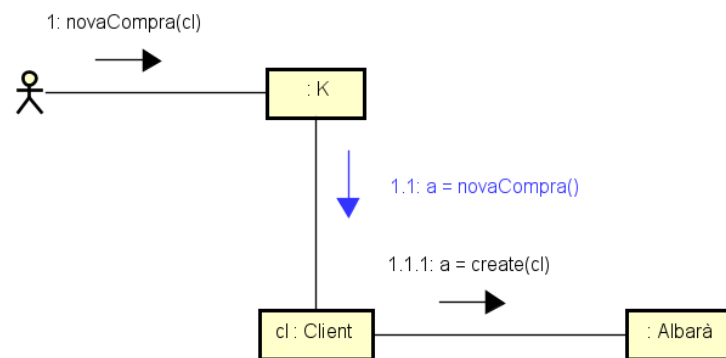 1: novaCompra(cl)
: K
1.1: a = novaCompra()
1.1.1: a = create(cl)
cl : Client
: Albarà